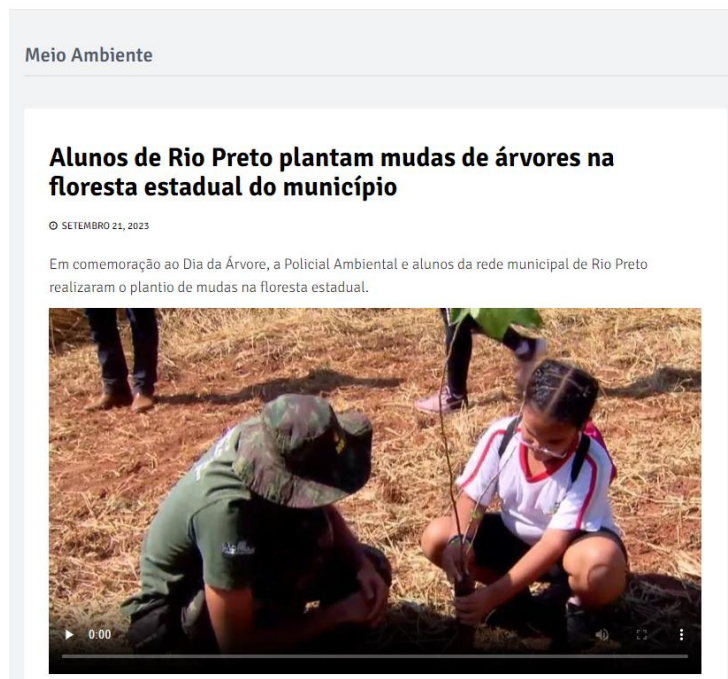 Meio Ambiente
Alunos de Rio Preto plantam mudas de árvores na
floresta estadual do município
SETEMBRO 21, 2023
Em comemoração ao Dia da Árvore, a Policial Ambiental e alunos da rede municipal de Rio Preto
realizaram o plantio de mudas na floresta estadual.
0:00